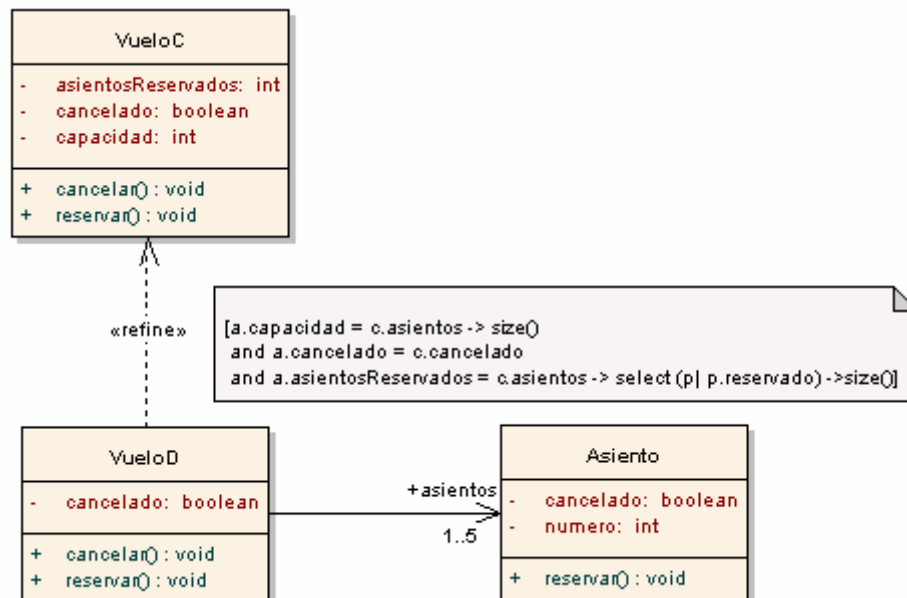 VueloC
- asientosReservados: int
- cancelado: boolean
- capacidad: int
+ cancelar() : void
+ reservar() : void
«refine»
[a.capacidad = c.asientos -> size()
and a.cancelado = c.cancelado
and a.asientosReservados = c.asientos -> select (p| p.reservado) ->size()]
VueloD
- cancelado: boolean
+ cancelar() : void
+ reservar() : void
+asientos
1..5
Asiento
- cancelado: boolean
- numero: int
+ reservar() : void